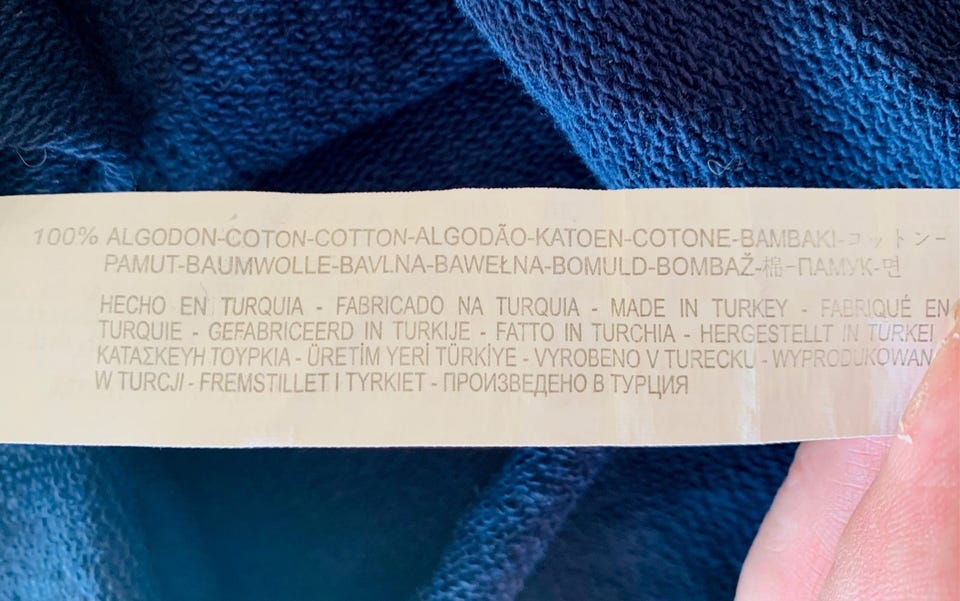 100% ALGODON-COTON-COTTON-ALGODÃO-KATOEN-COTONE-BAMBAKI-コットン-
PAMUT-BAUMWOLLE-BAVLNA-BAWEŁNA-BOMULD-BOMBAŽ-棉-ПАМУК-면
HECHO EN TURQUIA - FABRICADO NA TURQUIA - MADE IN TURKEY - FABRIQUÉ EN
TURQUIE - GEFABRICEERD IN TURKIJE - FATTO IN TURCHIA - HERGESTELLT IN TURKEI
ΚΑΤΑΣΚΕΥΗ ΤΟΥΡΚΙΑ - ÜRETİM YERİ TÜRKİYE - VYROBENO V TURECKU - WYPRODUKOWAN
W TURCJI - FREMSTILLET I TYRKIET - ПРОИЗВЕДЕНО В ТУРЦИЯ